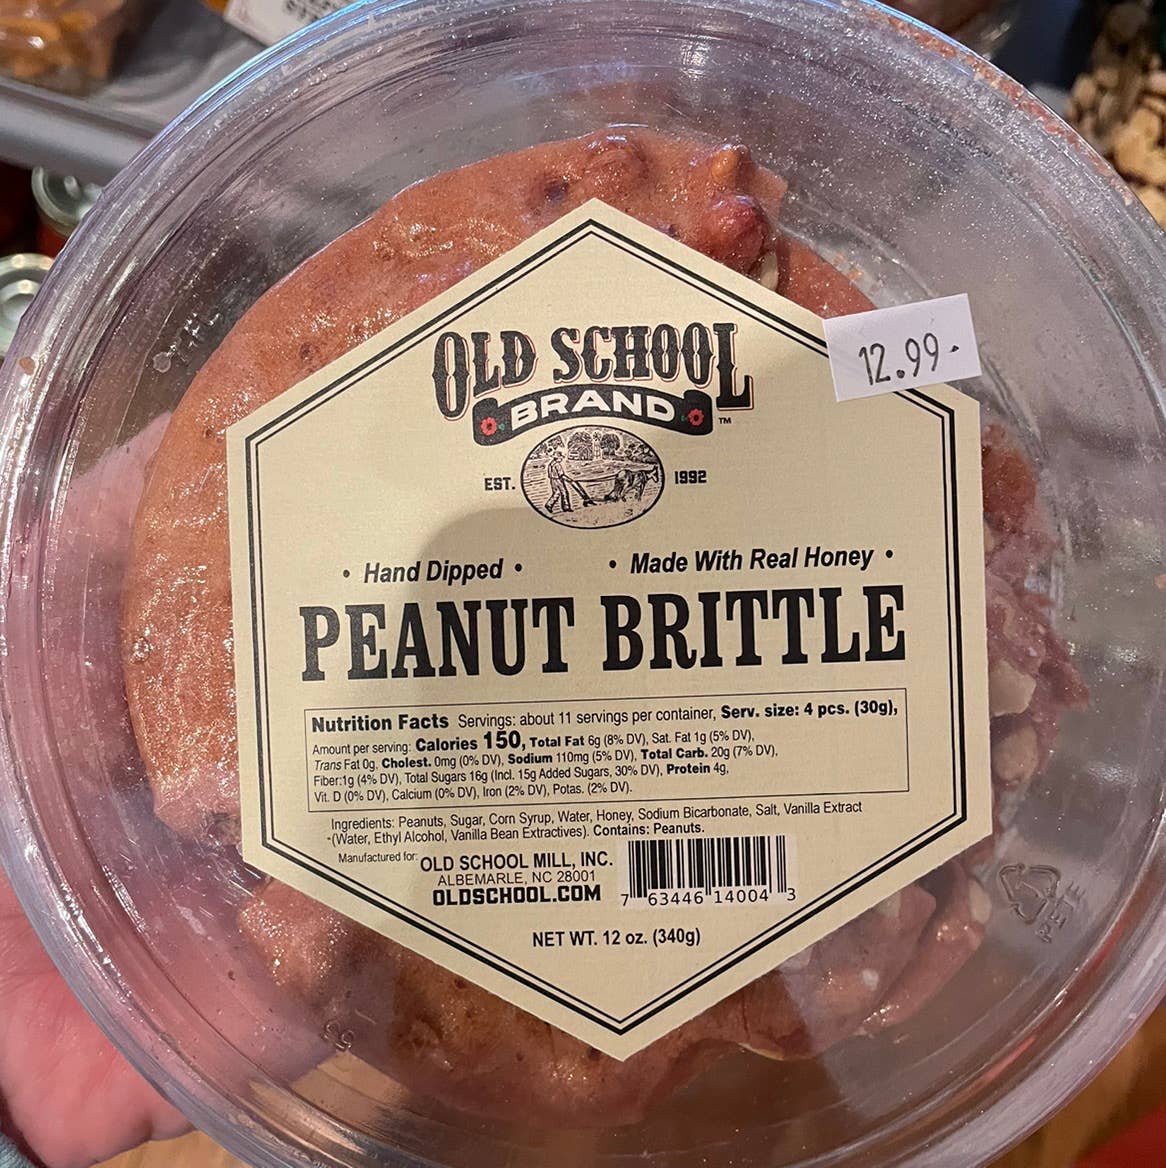 12.99.
OLD SCHOOL
BRAND
TM
EST. 1992
• Hand Dipped • • Made With Real Honey •
PEANUT BRITTLE
Nutrition Facts Servings: about 11 servings per container, Serv. size: 4 pcs. (30g),
Amount per serving: Calories 150, Total Fat 6g (8% DV), Sat. Fat 1g (5% DV),
Trans Fat 0g, Cholest. 0mg (0% DV), Sodium 110mg (5% DV), Total Carb. 20g (7% DV),
Fiber:1g (4% DV), Total Sugars 16g (Incl. 15g Added Sugars, 30% DV), Protein 4g,
Vit. D (0% DV), Calcium (0% DV), Iron (2% DV), Potas. (2% DV).
Ingredients: Peanuts, Sugar, Corn Syrup, Water, Honey, Sodium Bicarbonate, Salt, Vanilla Extract
(Water, Ethyl Alcohol, Vanilla Bean Extractives). Contains: Peanuts.
Manufactured for: OLD SCHOOL MILL, INC.
ALBEMARLE, NC 28001
OLDSCHOOL.COM
7 63446 14004 3
NET WT. 12 oz. (340g)